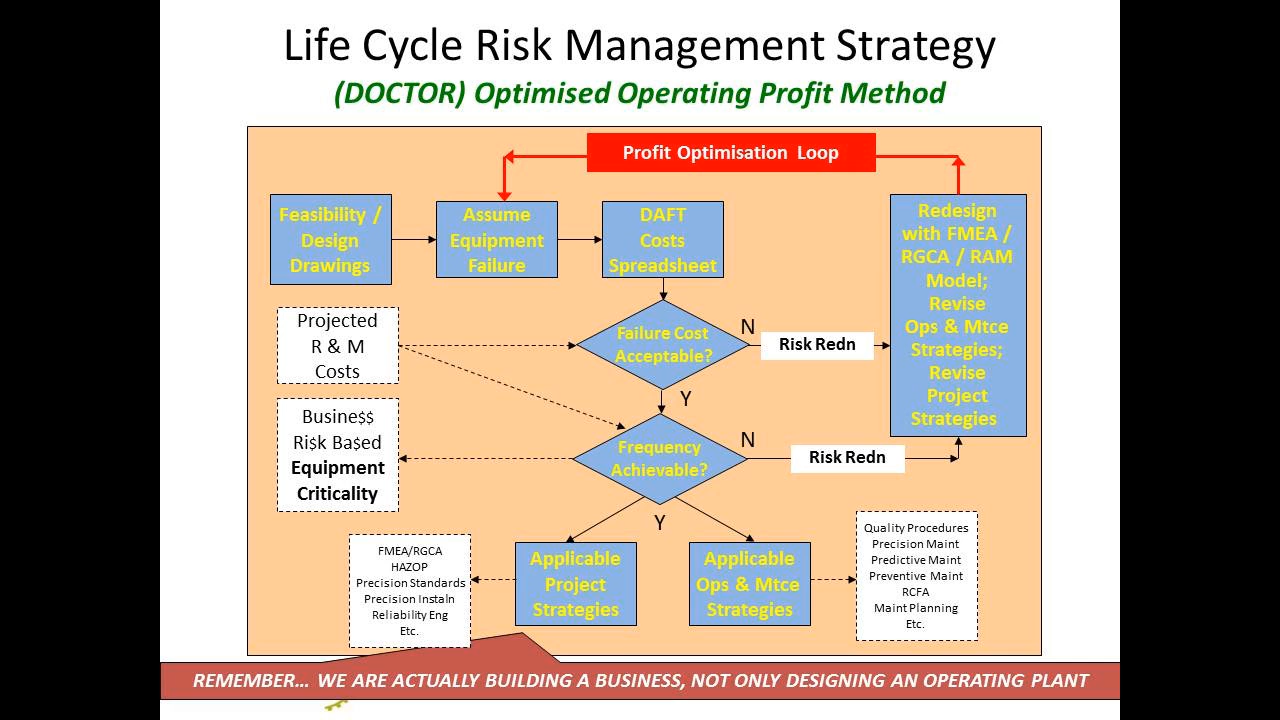 Life Cycle Risk Management Strategy
(DOCTOR) Optimised Operating Profit Method
Profit Optimisation Loop
Feasibility /
Design
Drawings
Assume
Equipment
Failure
DAFT
Costs
Spreadsheet
Redesign
with FMEA /
RGCA / RAM
Model;
Revise
Ops & Mtce
Strategies;
Revise
Project
Strategies
Projected
R & M
Costs
Failure Cost
Acceptable?
N
Risk Redn
Y
Busine$$
Ri$k Ba$ed
Equipment
Criticality
Frequency
Achievable?
N
Risk Redn
Y
FMEA/RGCA
HAZOP
Precision Standards
Precision Instaln
Reliability Eng
Etc.
Applicable
Project
Strategies
Applicable
Ops & Mtce
Strategies
Quality Procedures
Precision Maint
Predictive Maint
Preventive Maint
RCFA
Maint Planning
Etc.
REMEMBER... WE ARE ACTUALLY BUILDING A BUSINESS, NOT ONLY DESIGNING AN OPERATING PLANT